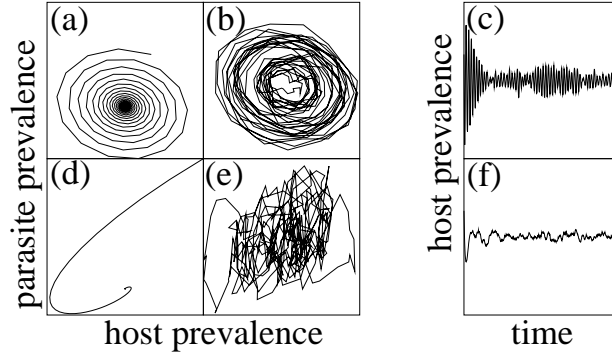 (a)
(b)
(c)
(d)
(e)
(f)
parasite prevalence
host prevalence
host prevalence
time